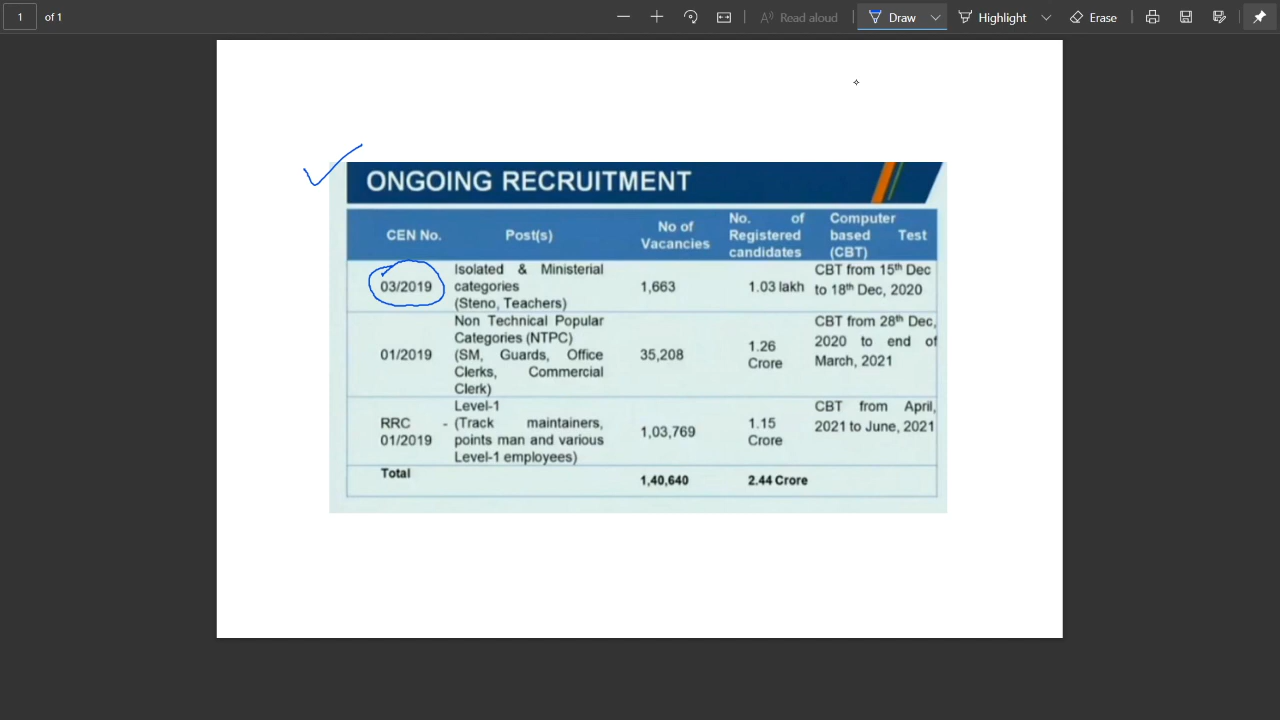 1 of 1 Read aloud Draw Highlight Erase
ONGOING RECRUITMENT
CEN No. Post(s) No of Vacancies No. of Registered candidates Computer based Test (CBT)
03/2019 Isolated & Ministerial categories (Steno, Teachers) 1,663 1.03 lakh CBT from 15th Dec to 18th Dec, 2020
01/2019 Non Technical Popular Categories (NTPC) (SM, Guards, Office Clerks, Commercial Clerk) 35,208 1.26 Crore CBT from 28th Dec, 2020 to end of March, 2021
RRC - 01/2019 Level-1 (Track maintainers, points man and various Level-1 employees) 1,03,769 1.15 Crore CBT from April, 2021 to June, 2021
Total 1,40,640 2.44 Crore